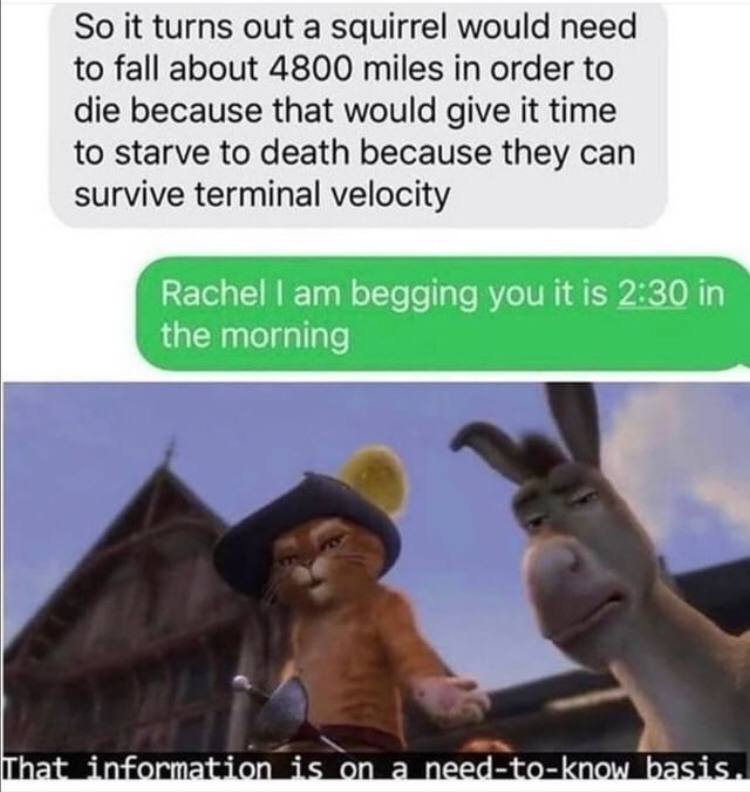 So it turns out a squirrel would need
to fall about 4800 miles in order to
die because that would give it time
to starve to death because they can
survive terminal velocity
Rachel I am begging you it is 2:30 in
the morning
That information is on a need-to-know basis.